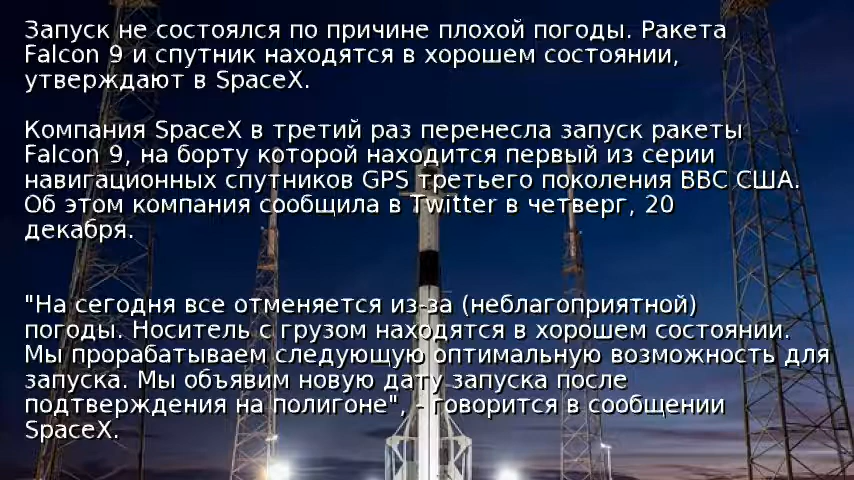 Запуск не состоялся по причине плохой погоды. Ракета
Falcon 9 и спутник находятся в хорошем состоянии,
утверждают в SpaceX.
Компания SpaceX в третий раз перенесла запуск ракеты
Falcon 9, на борту которой находится первый из серии
навигационных спутников GPS третьего поколения ВВС США.
Об этом компания сообщила в Twitter в четверг, 20
декабря.
"На сегодня все отменяется из-за (неблагоприятной)
погоды. Носитель с грузом находятся в хорошем состоянии.
Мы прорабатываем следующую оптимальную возможность для
запуска. Мы объявим новую дату запуска после
подтверждения на полигоне", - говорится в сообщении
SpaceX.